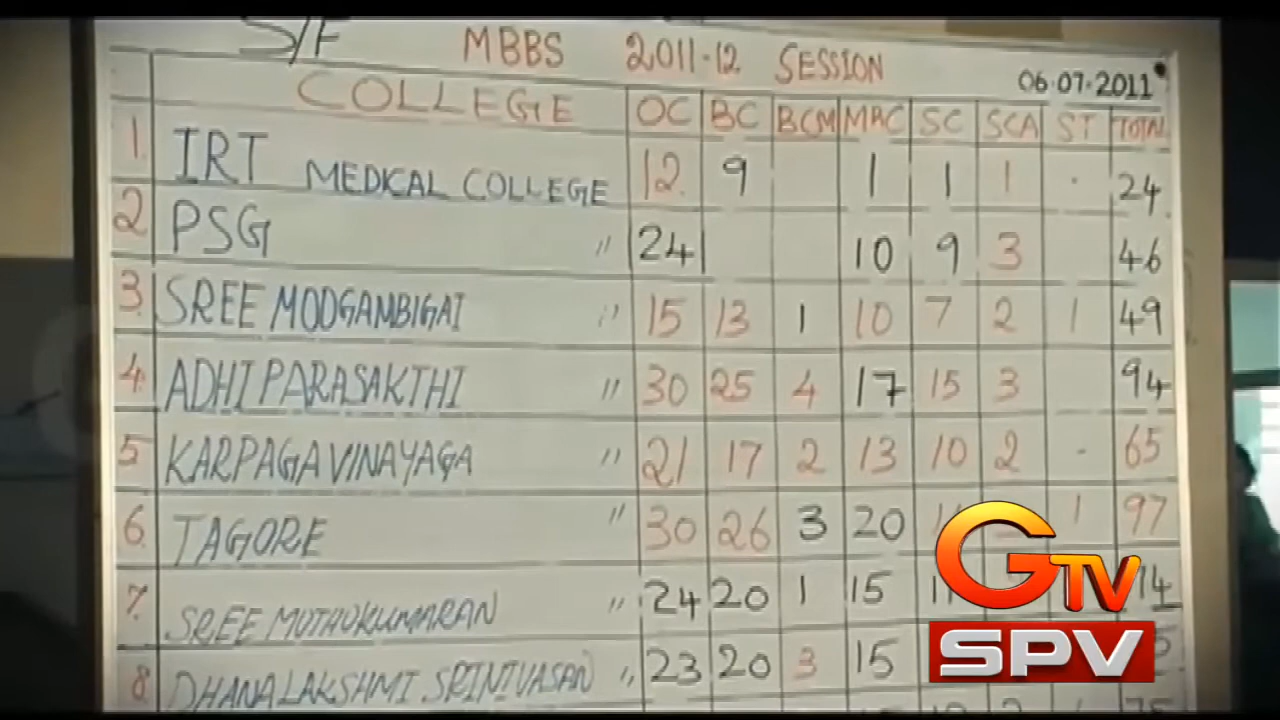 S/F MBBS 2011-12 SESSION 06.07.2011
COLLEGE OC BC BCM MBC SC SCA ST TOTAL
1. IRT MEDICAL COLLEGE 12 9 1 1 1 - 24
2 PSG " 24 10 9 3 46
3. SREE MOOGAMBIGAI " 15 13 1 10 7 2 1 49
4. ADHI PARASAKTHI " 30 25 4 17 15 3 94
5 KARPAGA VINAYAGA " 21 17 2 13 10 2 - 65
6. TAGORE " 30 26 3 20 1 97
7. SREE MUTHUKUMARAN " 24 20 1 15
8. DHANALAKSHMI SRINIVASAN " 23 20 3 15
GTV
SPV